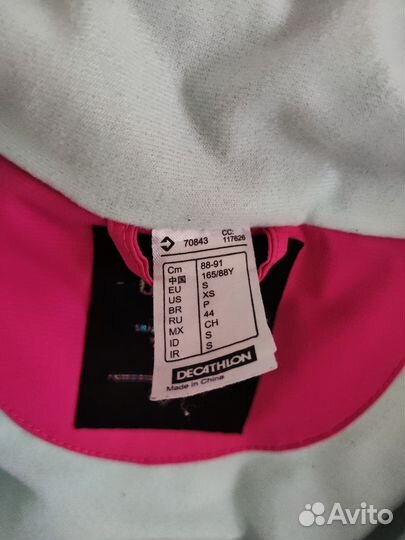 70843 CC: 117626
Cm 88-91
中国 165/88Y
EU S
US XS
BR P
RU 44
MX CH
ID S
IR S
DECATHLON
Made in China
Avito